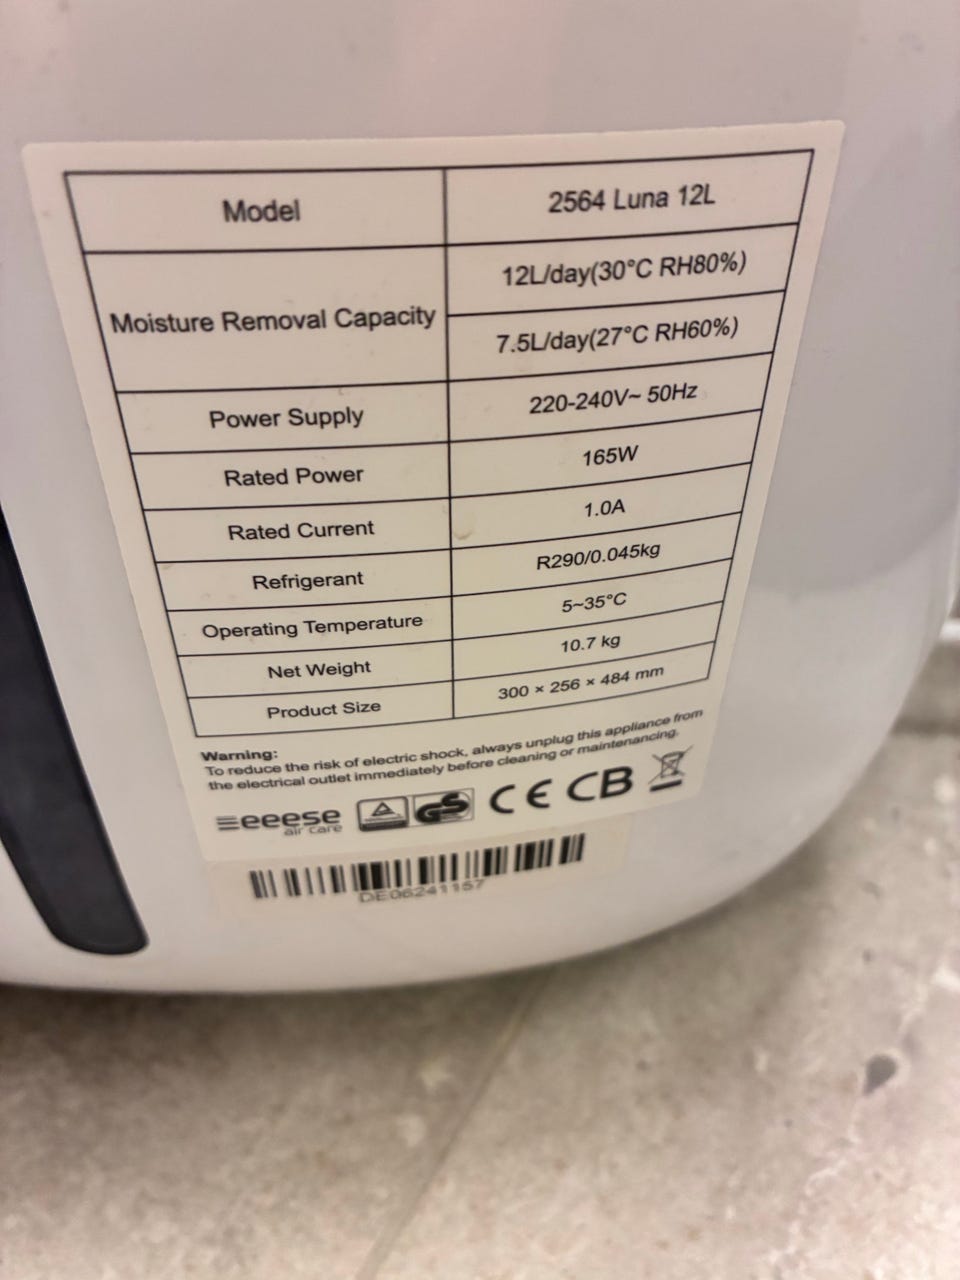 Model 2564 Luna 12L
Moisture Removal Capacity 12L/day(30°C RH80%)
7.5L/day(27°C RH60%)
Power Supply 220-240V~ 50Hz
Rated Power 165W
Rated Current 1.0A
Refrigerant R290/0.045kg
Operating Temperature 5~35°C
Net Weight 10.7 kg
Product Size 300 × 256 × 484 mm
Warning:
To reduce the risk of electric shock, always unplug this appliance from
the electrical outlet immediately before cleaning or maintenancing.
eeese air care GS CE CB
DE06241157